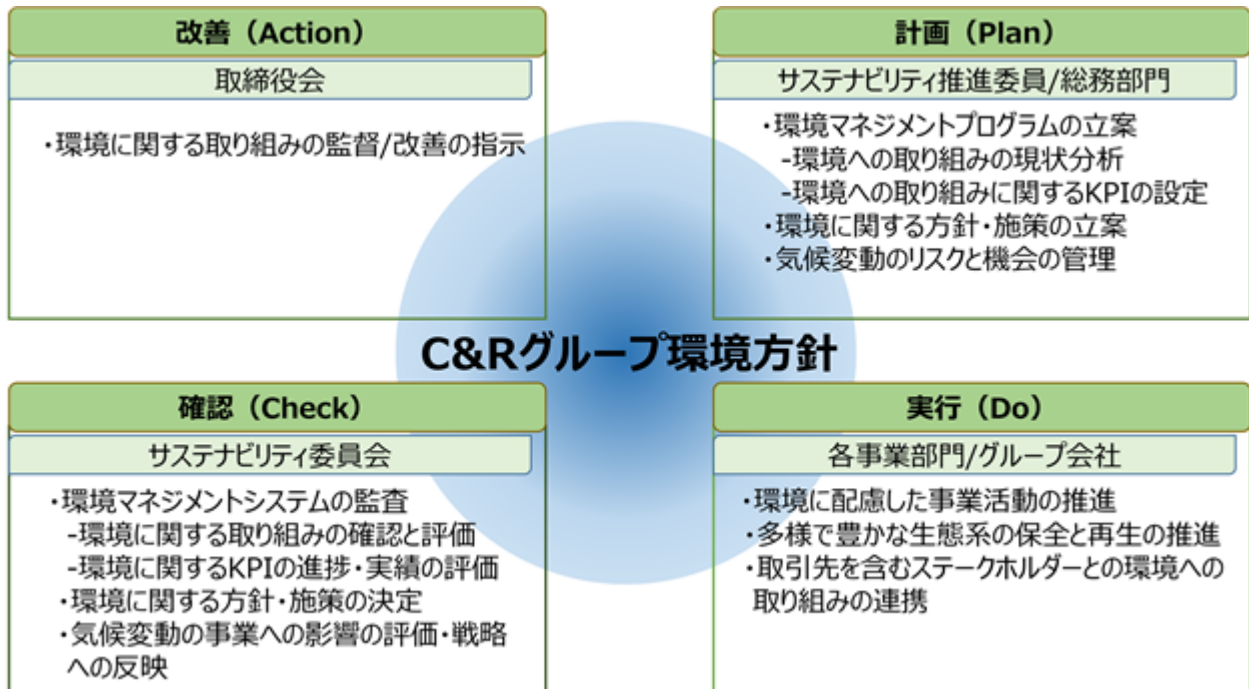 改善（Action）
取締役会
・環境に関する取り組みの監督/改善の指示
計画（Plan）
サステナビリティ推進委員/総務部門
・環境マネジメントプログラムの立案
-環境への取り組みの現状分析
-環境への取り組みに関するKPIの設定
・環境に関する方針・施策の立案
・気候変動のリスクと機会の管理
C&Rグループ環境方針
確認（Check）
サステナビリティ委員会
・環境マネジメントシステムの監査
-環境に関する取り組みの確認と評価
-環境に関するKPIの進捗・実績の評価
・環境に関する方針・施策の決定
・気候変動の事業への影響の評価・戦略
への反映
実行（Do）
各事業部門/グループ会社
・環境に配慮した事業活動の推進
・多様で豊かな生態系の保全と再生の推進
・取引先を含むステークホルダーとの環境への
取り組みの連携